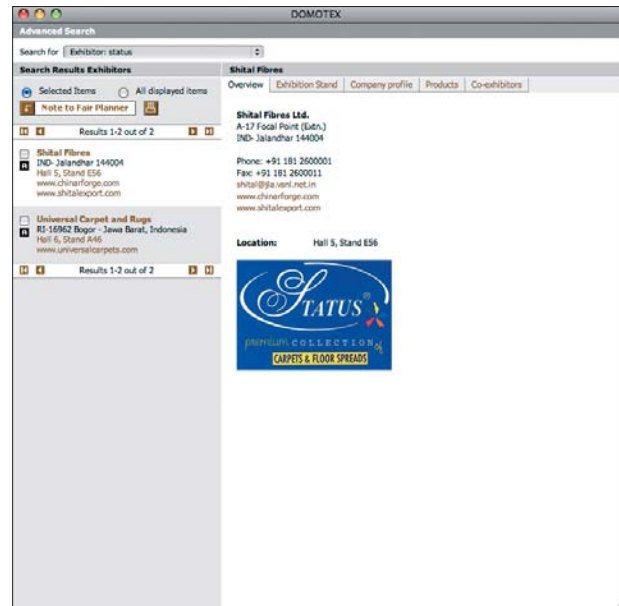 DOMOTEX
Advanced Search
Search for Exhibitor: status
Search Results Exhibitors
Selected Items All displayed items
Note to Fair Planner
Results 1-2 out of 2
Shital Fibres
IND- Jalandhar 144004
Hall 5, Stand E56
www.chinarforge.com
www.shitalexport.com
A
Universal Carpet and Rugs
RI-16962 Bogor - Jawa Barat, Indonesia
Hall 6, Stand A46
www.universalcarpets.com
A
Results 1-2 out of 2
Shital Fibres
Overview Exhibition Stand Company profile Products Co-exhibitors
Shital Fibres Ltd.
A-17 Focal Point (Extn.)
IND- Jalandhar 144004
Phone: +91 181 2600001
Fax: +91 181 2600011
shital@jla.vsnl.net.in
www.chinarforge.com
www.shitalexport.com
Location: Hall 5, Stand E56
STATUS®
premium COLLECTION of
CARPETS & FLOOR SPREADS